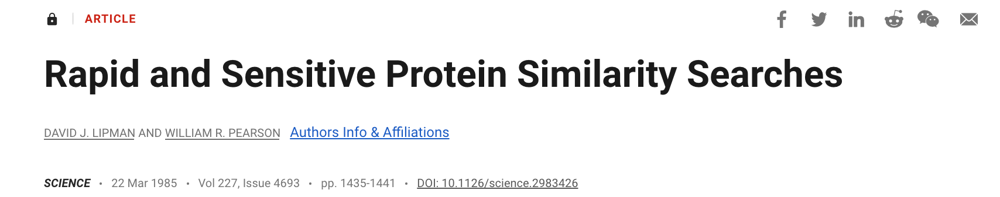 ARTICLE
Rapid and Sensitive Protein Similarity Searches
DAVID J. LIPMAN AND WILLIAM R. PEARSON Authors Info & Affiliations
SCIENCE • 22 Mar 1985 • Vol 227, Issue 4693 • pp. 1435-1441 • DOI: 10.1126/science.2983426